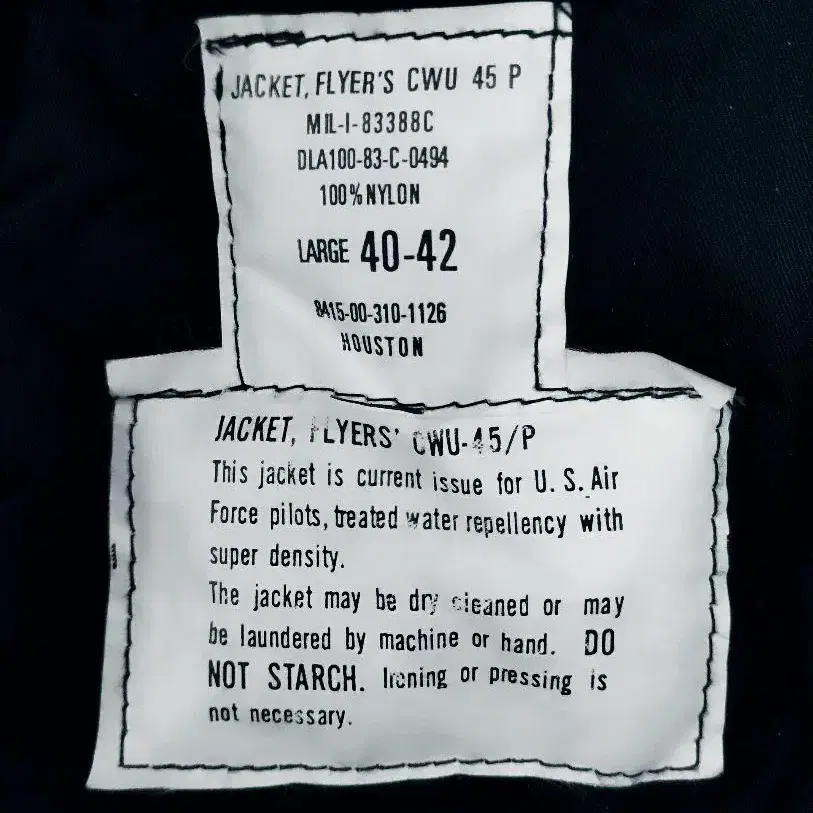 JACKET, FLYER'S CWU 45 P
MIL-I-83388C
DLA100-83-C-0494
100% NYLON
LARGE 40-42
8415-00-310-1126
HOUSTON
JACKET, FLYERS' CWU-45/P
This jacket is current issue for U. S. Air
Force pilots, treated water repellency with
super density.
The jacket may be dry cleaned or may
be laundered by machine or hand. DO
NOT STARCH. Ironing or pressing is
not necessary.